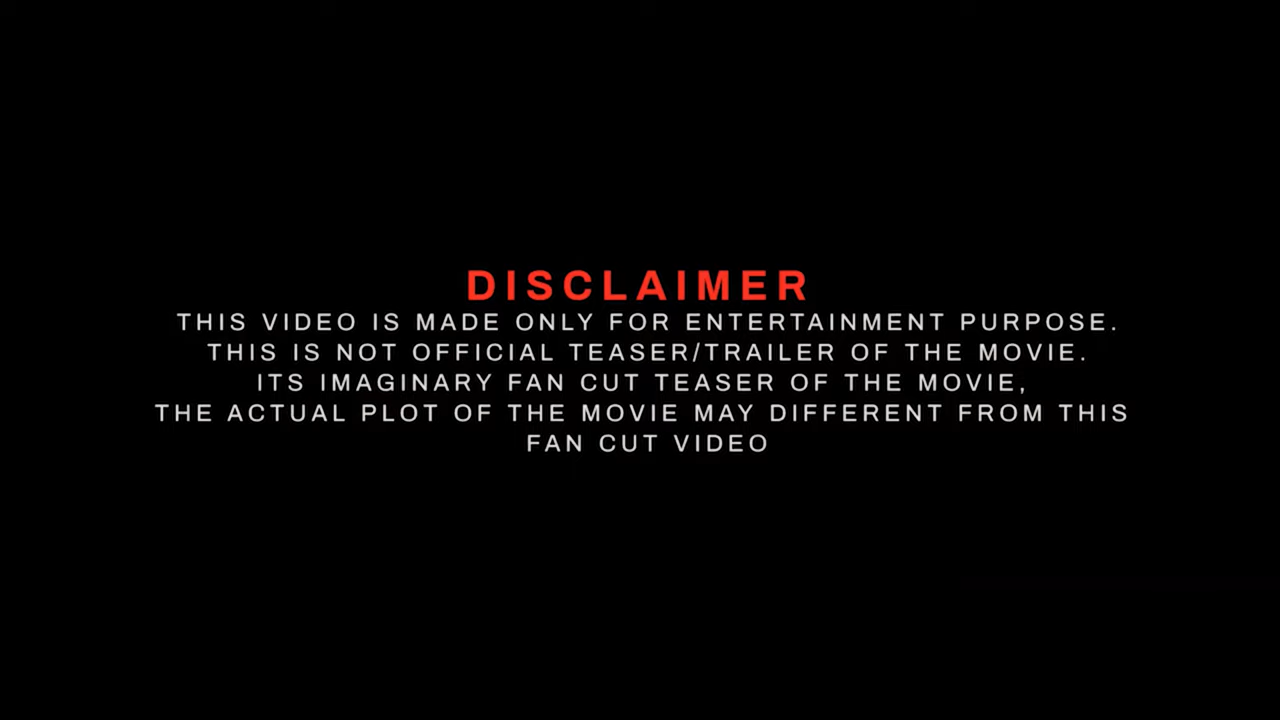 DISCLAIMER
THIS VIDEO IS MADE ONLY FOR ENTERTAINMENT PURPOSE.
THIS IS NOT OFFICIAL TEASER/TRAILER OF THE MOVIE.
ITS IMAGINARY FAN CUT TEASER OF THE MOVIE,
THE ACTUAL PLOT OF THE MOVIE MAY DIFFERENT FROM THIS
FAN CUT VIDEO